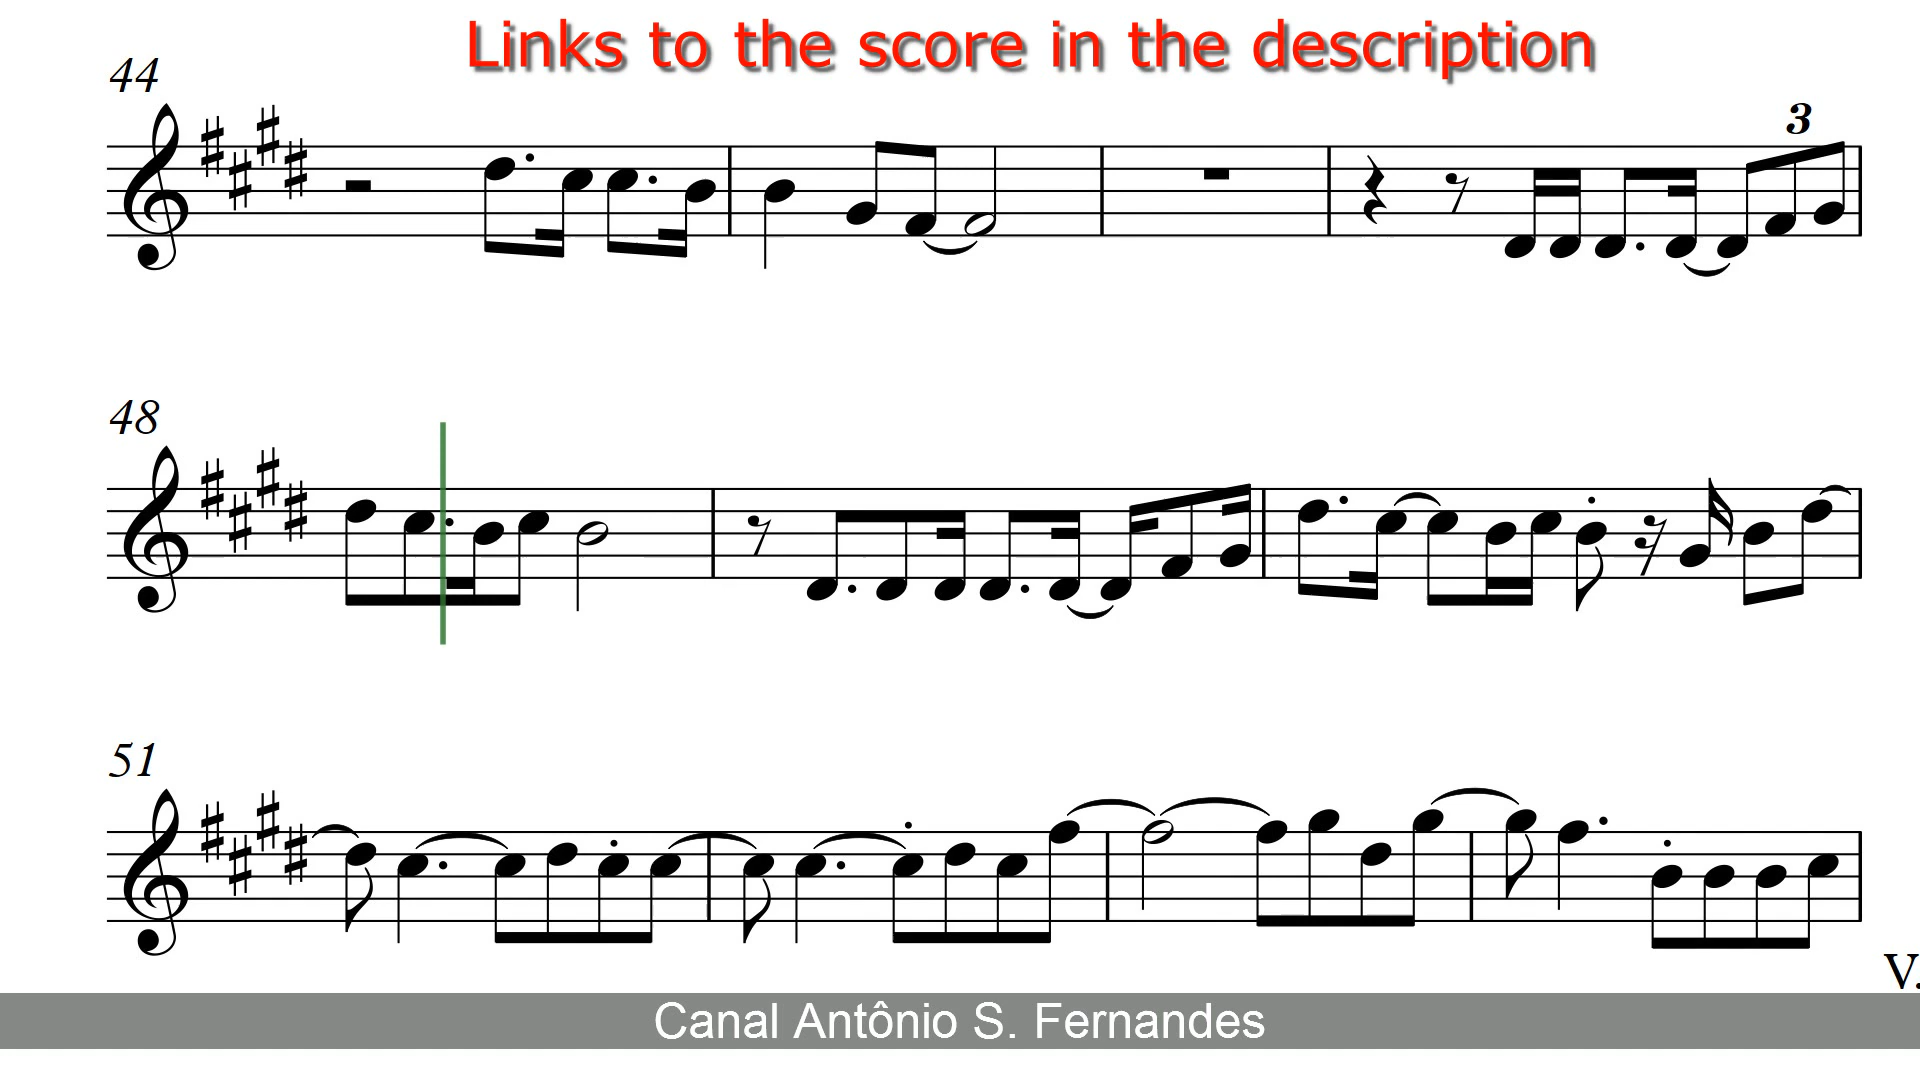 Links to the score in the description
44
3
48
51
V.
Canal Antônio S. Fernandes